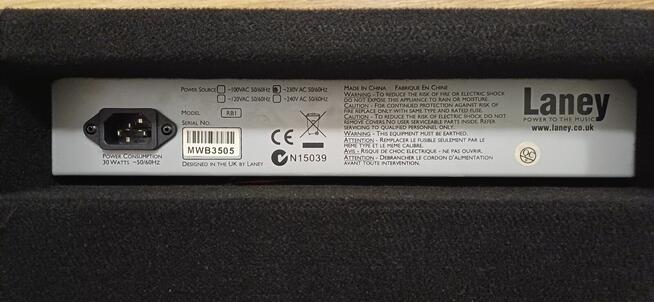 POWER SOURCE ~100VAC 50/60Hz ~230V AC 50/60Hz
~120VAC 50/60Hz ~240V AC 50/60Hz
MODEL RB1
SERIAL NO.
MWB3505
DESIGNED IN THE UK BY LANEY
POWER CONSUMPTION
30 WATTS ~50/60Hz
CE
N15039
MADE IN CHINA FABRIQUE EN CHINE
WARNING - TO REDUCE THE RISK OF FIRE OR ELECTRIC SHOCK
DO NOT EXPOSE THIS APPLIANCE TO RAIN OR MOISTURE.
CAUTION - FOR CONTINUED PROTECTION AGAINST RISK OF
FIRE REPLACE ONLY WITH SAME TYPE AND RATED FUSE.
CAUTION - TO REDUCE THE RISK OF ELECTRIC SHOCK DO NOT
REMOVE COVER. NO USER SERVICEABLE PARTS INSIDE. REFER
SERVICING TO QUALIFIED PERSONNEL ONLY.
WARNING - THIS EQUIPMENT MUST BE EARTHED.
ATTENTION - REMPLACER LE FUSIBLE SEULEMENT PAR LE
MEME TYPE ET LE MEME CALIBRE.
AVIS - RISQUE DE CHOC ELECTRIQUE - NE PAS OUVRIR.
ATTENTION - DEBRANCHER LE CORDON D'ALIMENTATION
AVANT TOUTE INTERVENTION
Laney
POWER TO THE MUSIC
www.laney.co.uk